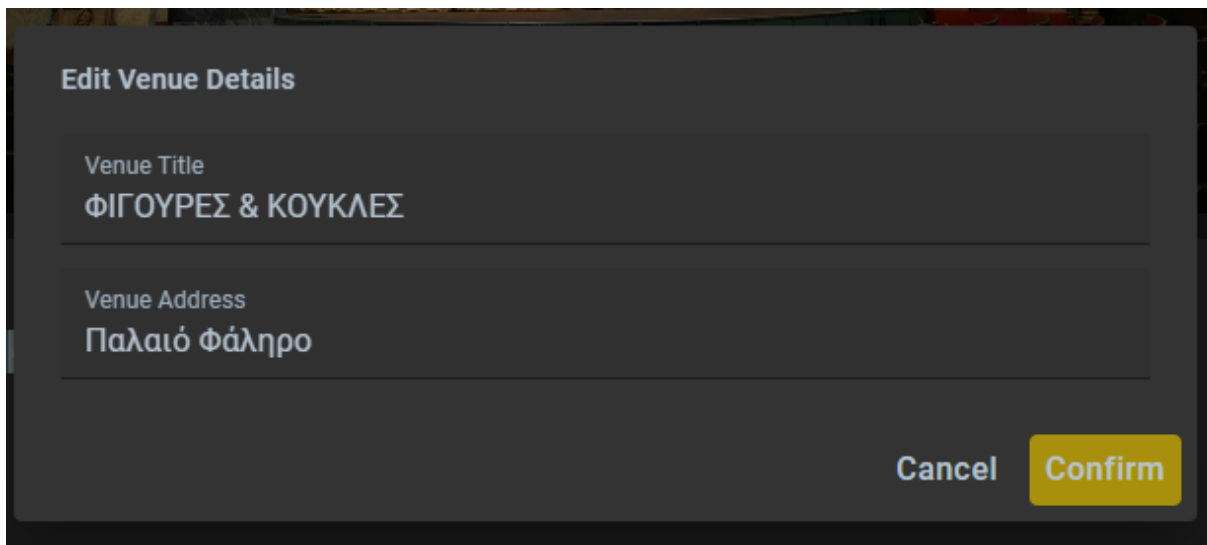 Edit Venue Details
Venue Title
ΦΙΓΟΥΡΕΣ & ΚΟΥΚΛΕΣ
Venue Address
Παλαιό Φάληρο
Cancel Confirm